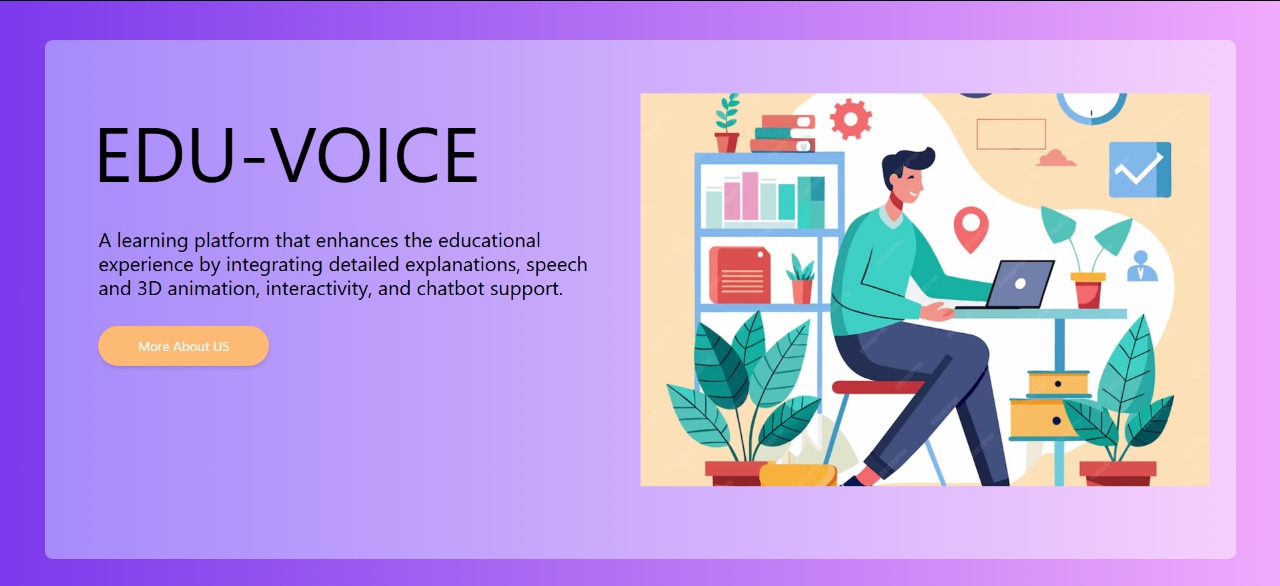 EDU-VOICE
A learning platform that enhances the educational
experience by integrating detailed explanations, speech
and 3D animation, interactivity, and chatbot support.
More About US